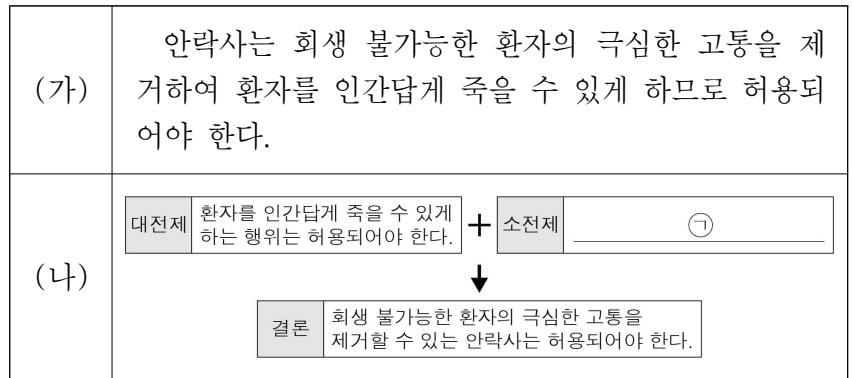 (가)
안락사는 회생 불가능한 환자의 극심한 고통을 제
거하여 환자를 인간답게 죽을 수 있게 하므로 허용되
어야 한다.
(나)
대전제
환자를 인간답게 죽을 수 있게
하는 행위는 허용되어야 한다.
+
소전제
㉠
결론
회생 불가능한 환자의 극심한 고통을
제거할 수 있는 안락사는 허용되어야 한다.